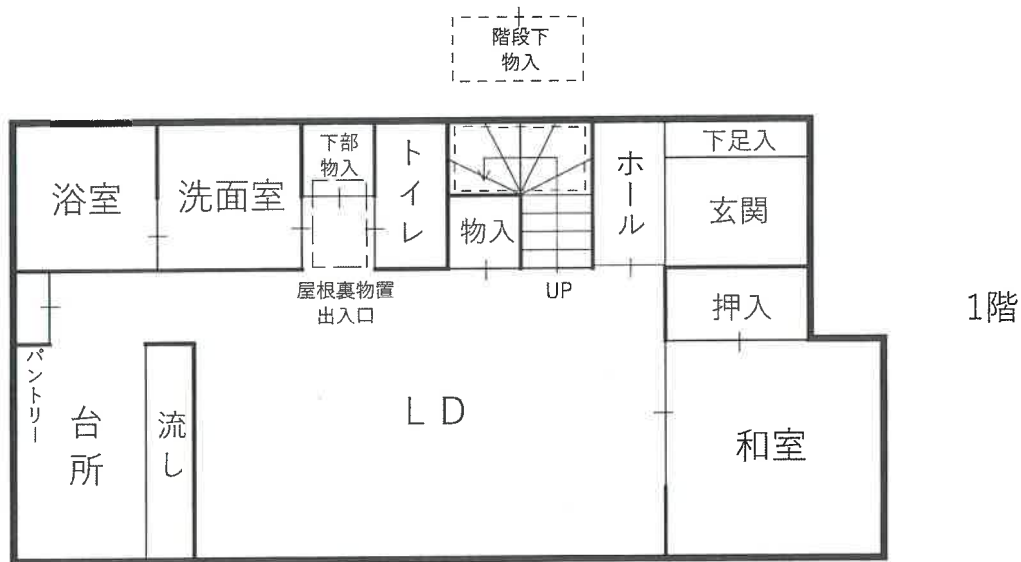 階段下
物入
下足入
下部
物入
トイレ
ホール
浴室
洗面室
玄関
物入
屋根裏物置
出入口
UP
押入
1階
パントリー
台所
流し
LD
和室